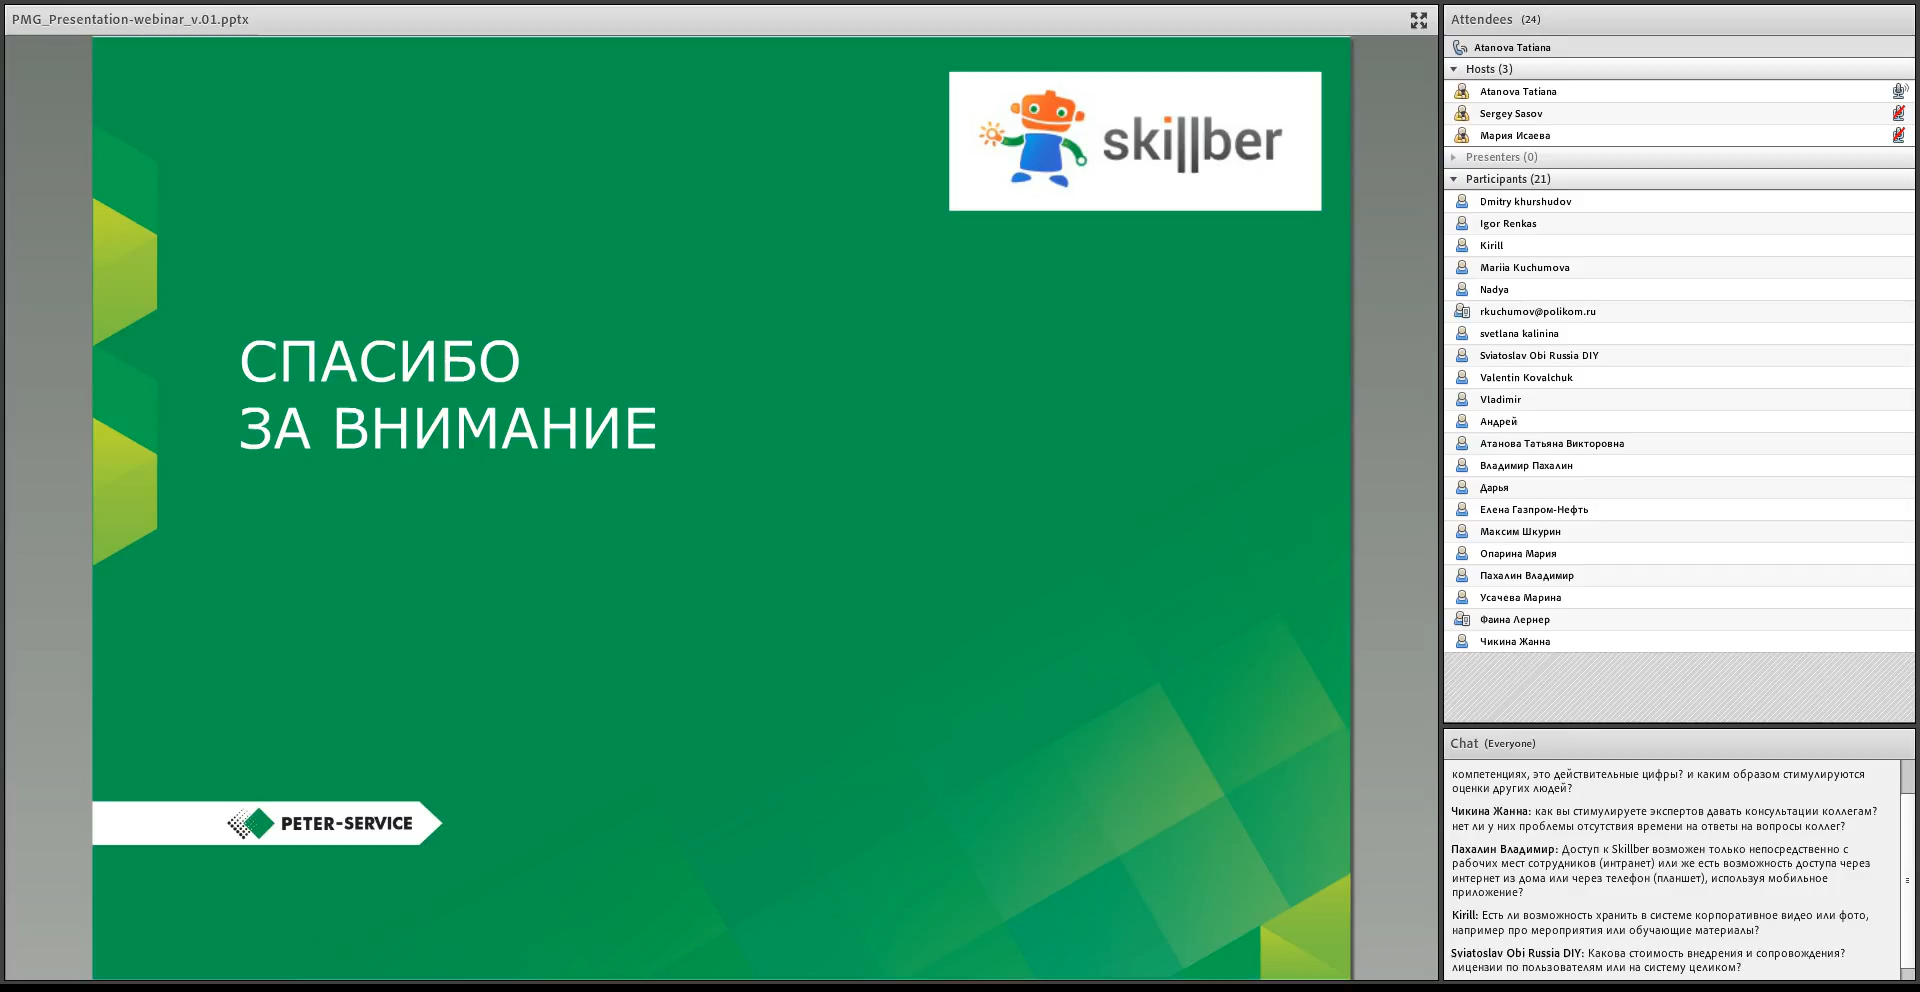 PMG_Presentation-webinar_v.01.pptx
skillber
СПАСИБО
ЗА ВНИМАНИЕ
PETER-SERVICE
Attendees (24)
Atanova Tatiana
Hosts (3)
Atanova Tatiana
Sergey Sasov
Мария Исаева
Presenters (0)
Participants (21)
Dmitry khurshudov
Igor Renkas
Kirill
Mariia Kuchumova
Nadya
rkuchumov@polikom.ru
svetlana kalinina
Sviatoslav Obi Russia DIY
Valentin Kovalchuk
Vladimir
Андрей
Атанова Татьяна Викторовна
Владимир Пахалин
Дарья
Елена Газпром-Нефть
Максим Шкурин
Опарина Мария
Пахалин Владимир
Усачева Марина
Фаина Лернер
Чикина Жанна
Chat (Everyone)
компетенциях, это действительные цифры? и каким образом стимулируются
оценки других людей?
Чикина Жанна: как вы стимулируете экспертов давать консультации коллегам?
нет ли у них проблемы отсутствия времени на ответы на вопросы коллег?
Пахалин Владимир: Доступ к Skillber возможен только непосредственно с
рабочих мест сотрудников (интранет) или же есть возможность доступа через
интернет из дома или через телефон (планшет), используя мобильное
приложение?
Kirill: Есть ли возможность хранить в системе корпоративное видео или фото,
например про мероприятия или обучающие материалы?
Sviatoslav Obi Russia DIY: Какова стоимость внедрения и сопровождения?
лицензии по пользователям или на систему целиком?